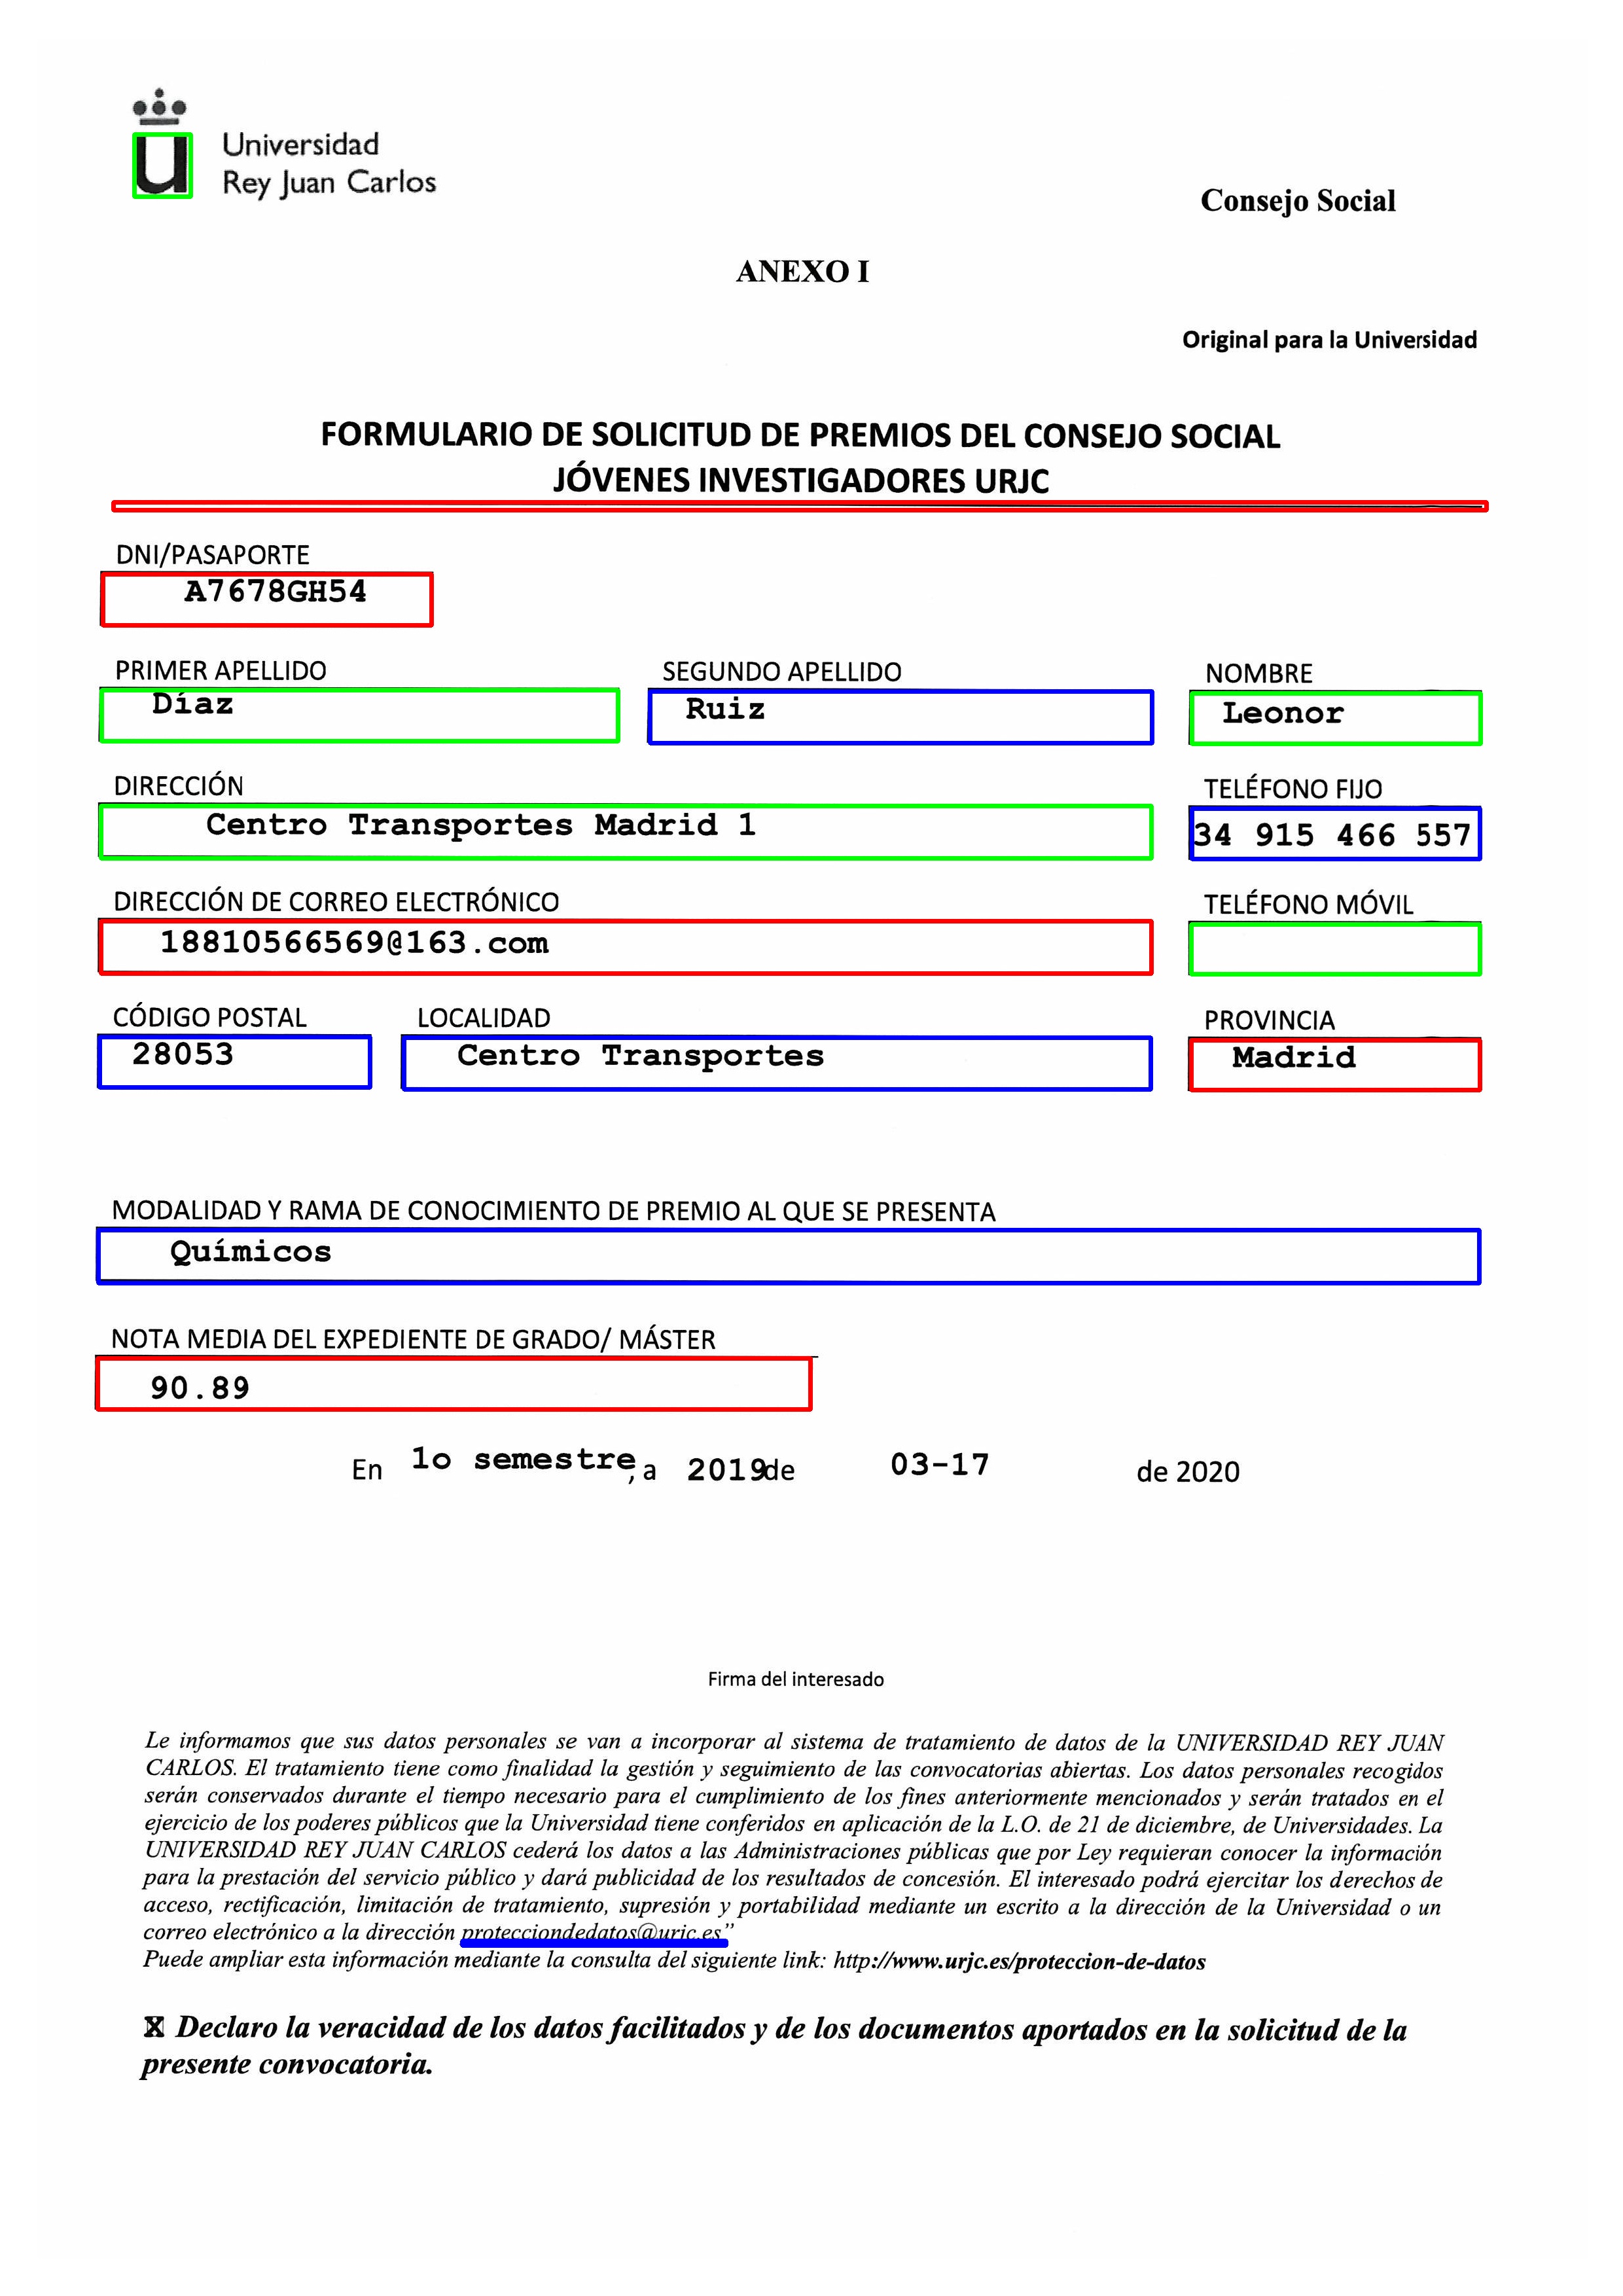 Universidad
Rey Juan Carlos
Consejo Social
ANEXO I
Original para la Universidad
FORMULARIO DE SOLICITUD DE PREMIOS DEL CONSEJO SOCIAL
JÓVENES INVESTIGADORES URJC
DNI/PASAPORTE
A7678GH54
PRIMER APELLIDO SEGUNDO APELLIDO NOMBRE
Díaz Ruiz Leonor
DIRECCIÓN TELÉFONO FIJO
Centro Transportes Madrid 1 34 915 466 557
DIRECCIÓN DE CORREO ELECTRÓNICO TELÉFONO MÓVIL
18810566569@163.com
CÓDIGO POSTAL LOCALIDAD PROVINCIA
28053 Centro Transportes Madrid
MODALIDAD Y RAMA DE CONOCIMIENTO DE PREMIO AL QUE SE PRESENTA
Químicos
NOTA MEDIA DEL EXPEDIENTE DE GRADO/ MÁSTER
90.89
En 1o semestre, a 2019 de 03-17 de 2020
Firma del interesado
Le informamos que sus datos personales se van a incorporar al sistema de tratamiento de datos de la UNIVERSIDAD REY JUAN
CARLOS. El tratamiento tiene como finalidad la gestión y seguimiento de las convocatorias abiertas. Los datos personales recogidos
serán conservados durante el tiempo necesario para el cumplimiento de los fines anteriormente mencionados y serán tratados en el
ejercicio de los poderes públicos que la Universidad tiene conferidos en aplicación de la L.O. de 21 de diciembre, de Universidades. La
UNIVERSIDAD REY JUAN CARLOS cederá los datos a las Administraciones públicas que por Ley requieran conocer la información
para la prestación del servicio público y dará publicidad de los resultados de concesión. El interesado podrá ejercitar los derechos de
acceso, rectificación, limitación de tratamiento, supresión y portabilidad mediante un escrito a la dirección de la Universidad o un
correo electrónico a la dirección protecciondedatos@urjc.es”
Puede ampliar esta información mediante la consulta del siguiente link: http://www.urjc.es/proteccion-de-datos
X Declaro la veracidad de los datos facilitados y de los documentos aportados en la solicitud de la
presente convocatoria.